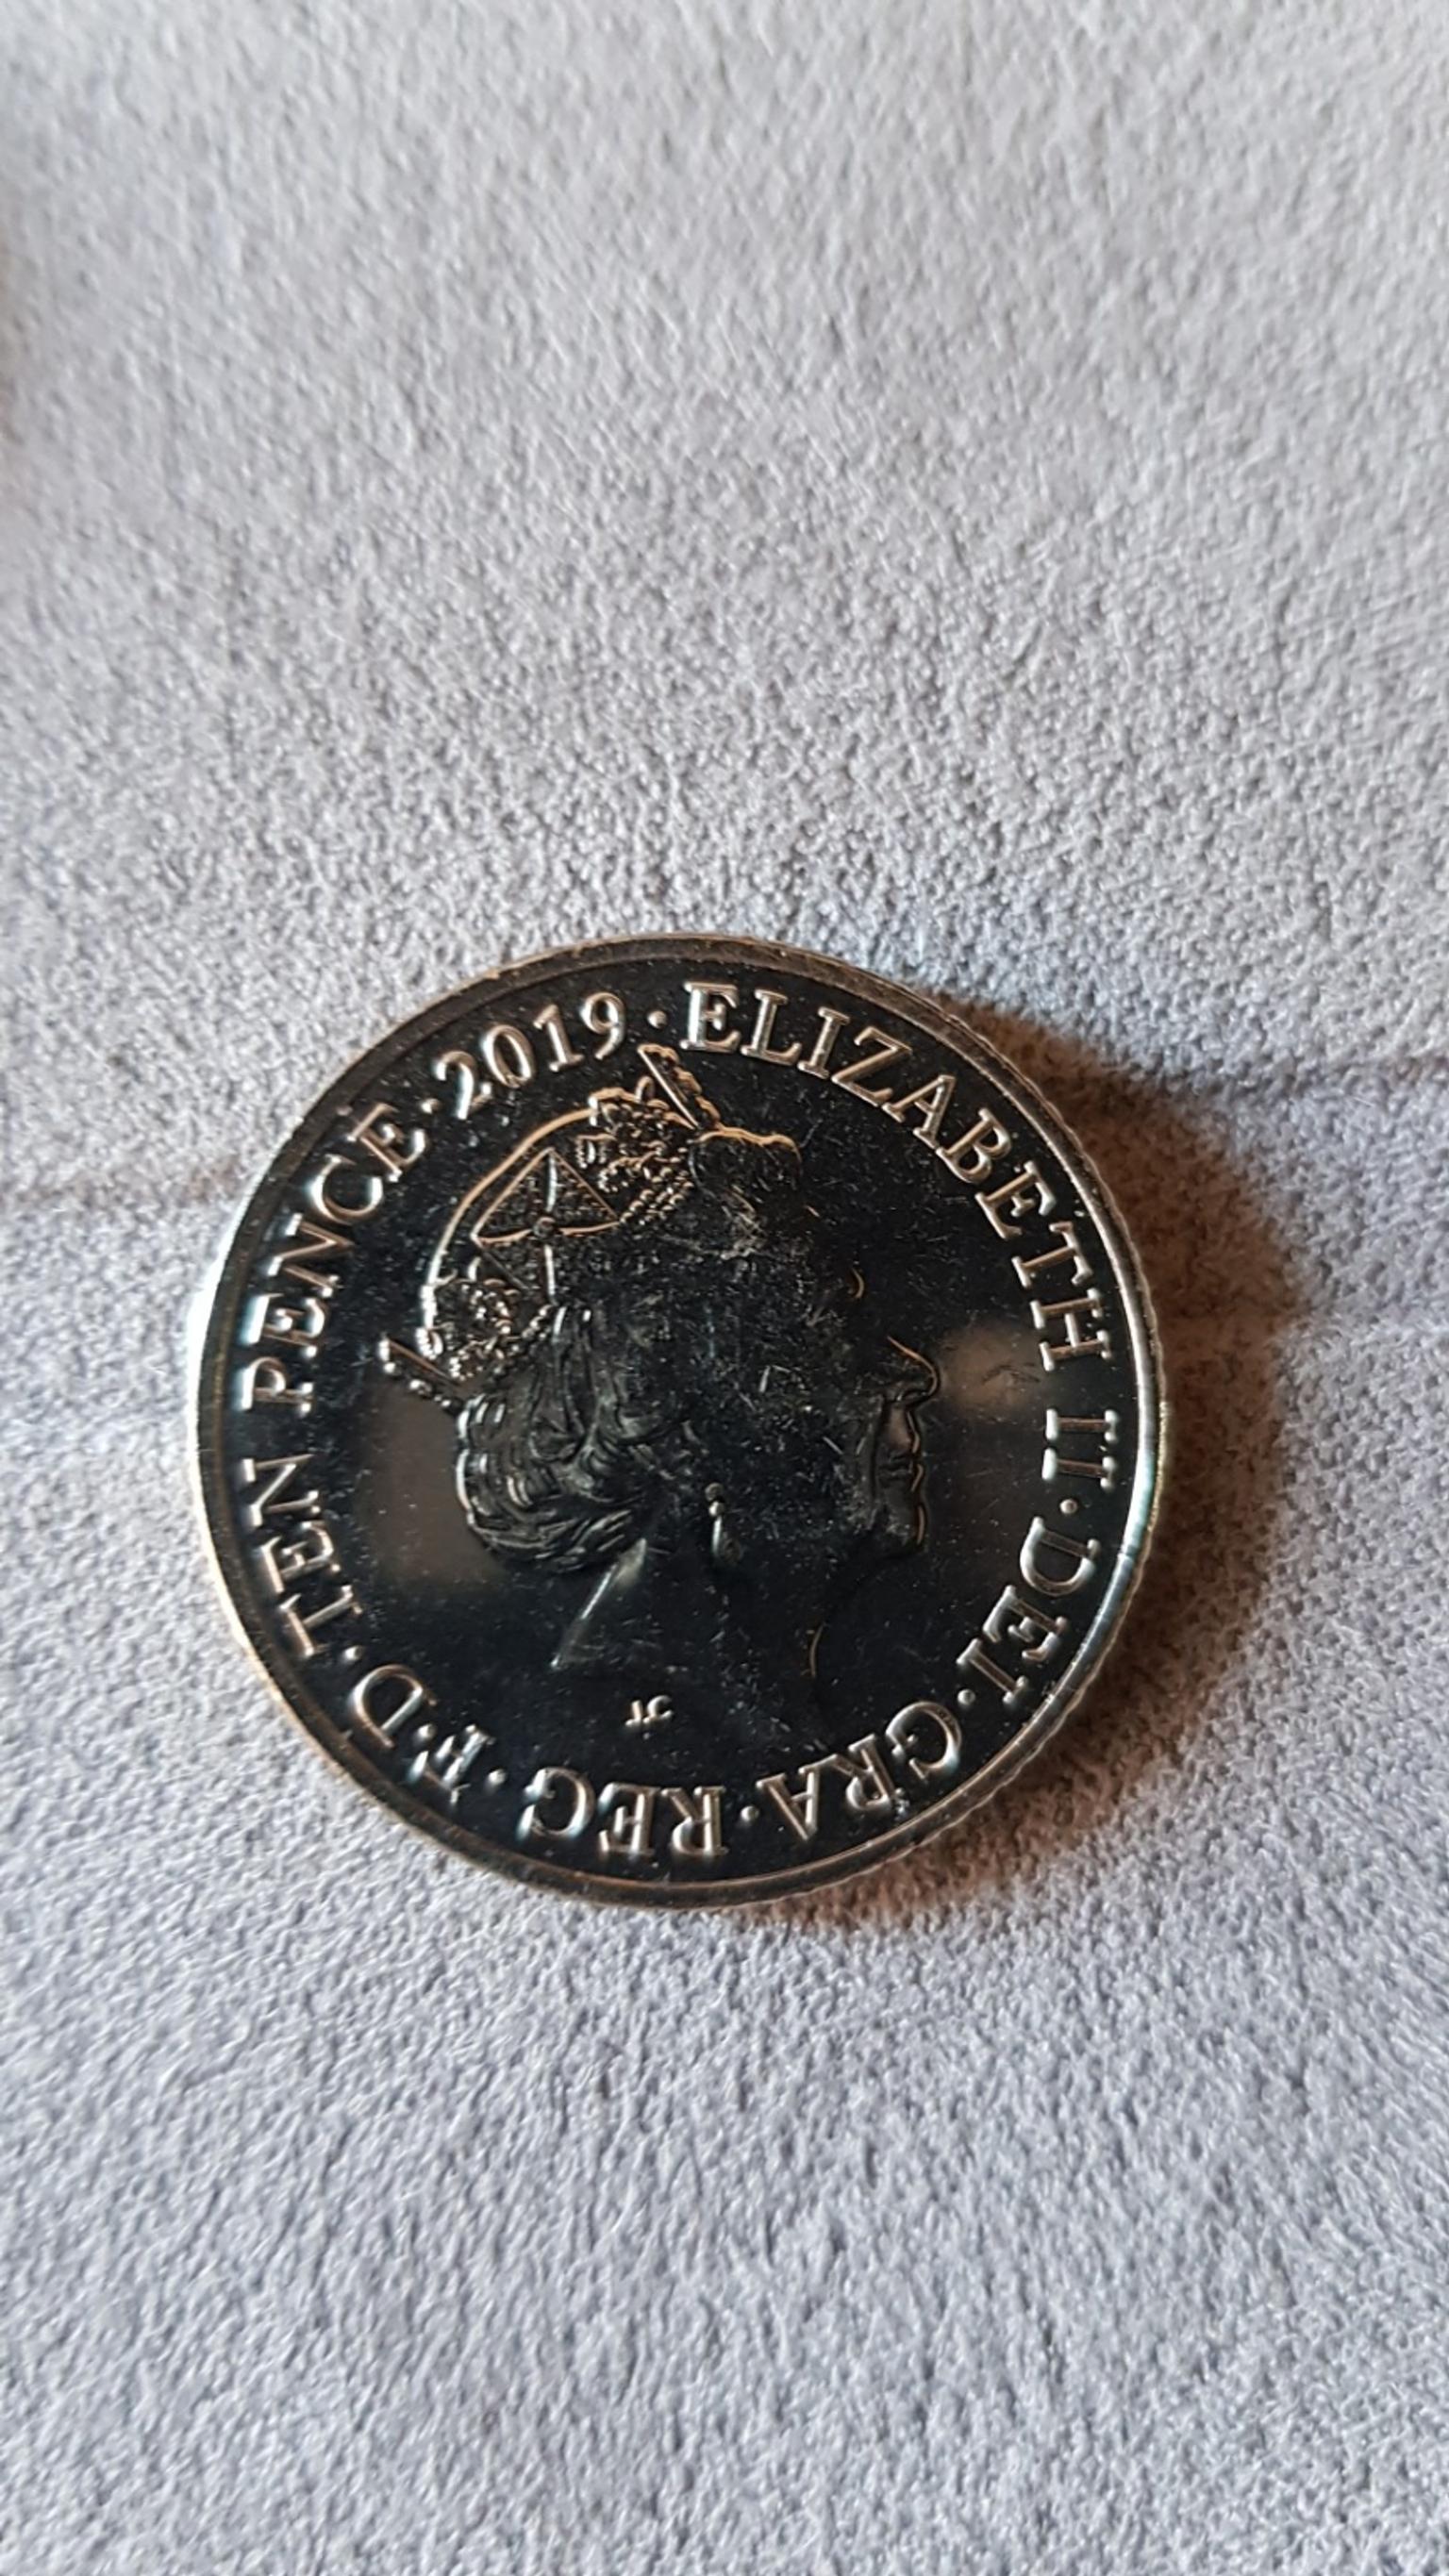 ELIZABETH II · DEI · GRA · REG · F · D · TEN PENCE · 2019 ·
JC